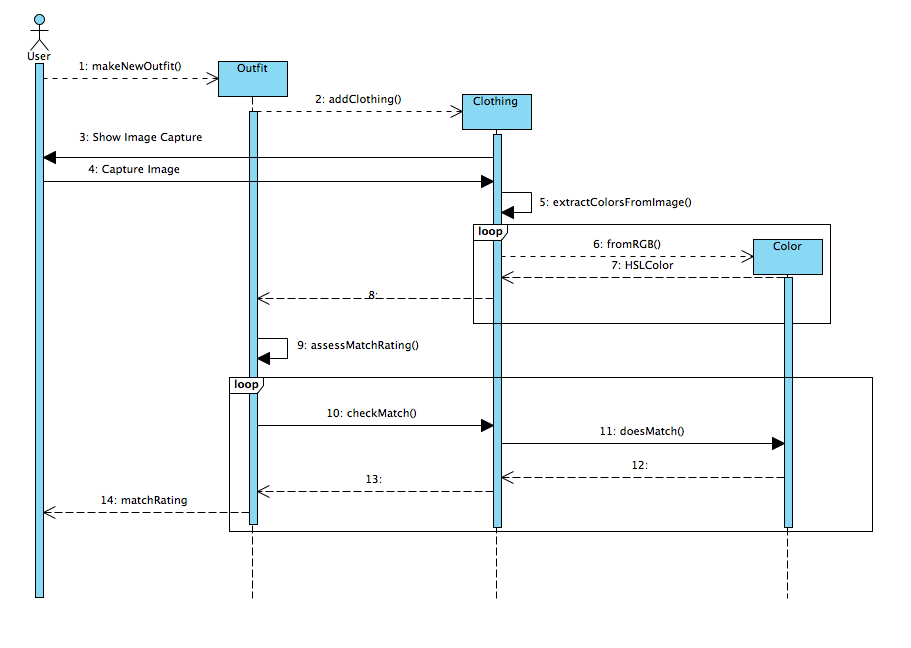 User
1: makeNewOutfit()
Outfit
2: addClothing()
Clothing
3: Show Image Capture
4: Capture Image
5: extractColorsFromImage()
loop
6: fromRGB()
Color
7: HSLColor
8:
9: assessMatchRating()
loop
10: checkMatch()
11: doesMatch()
12:
13:
14: matchRating